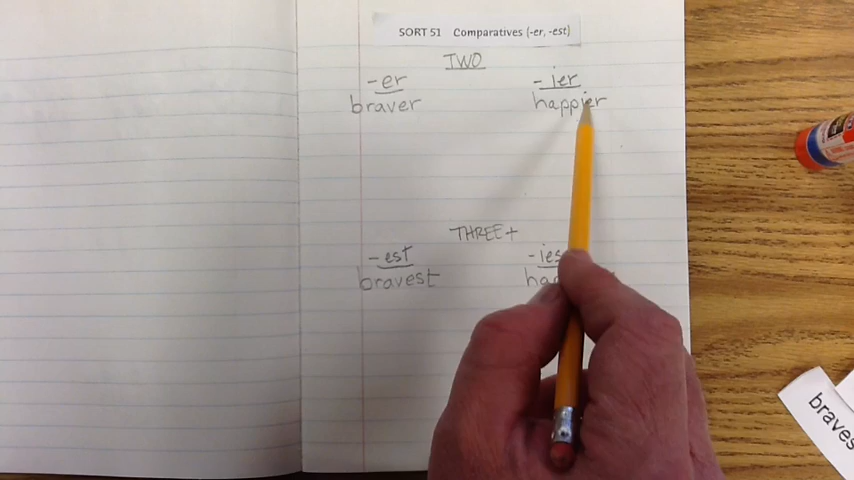 SORT 51 Comparatives (-er, -est)
TWO
-er -ier
braver happier
THREE+
-est
bravest